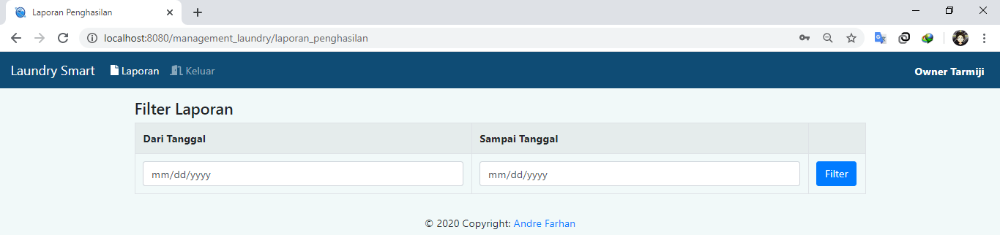 Laporan Penghasilan
localhost:8080/management_laundry/laporan_penghasilan
Laundry Smart Laporan Keluar Owner Tarmiji
Filter Laporan
Dari Tanggal Sampai Tanggal
mm/dd/yyyy mm/dd/yyyy Filter
© 2020 Copyright: Andre Farhan